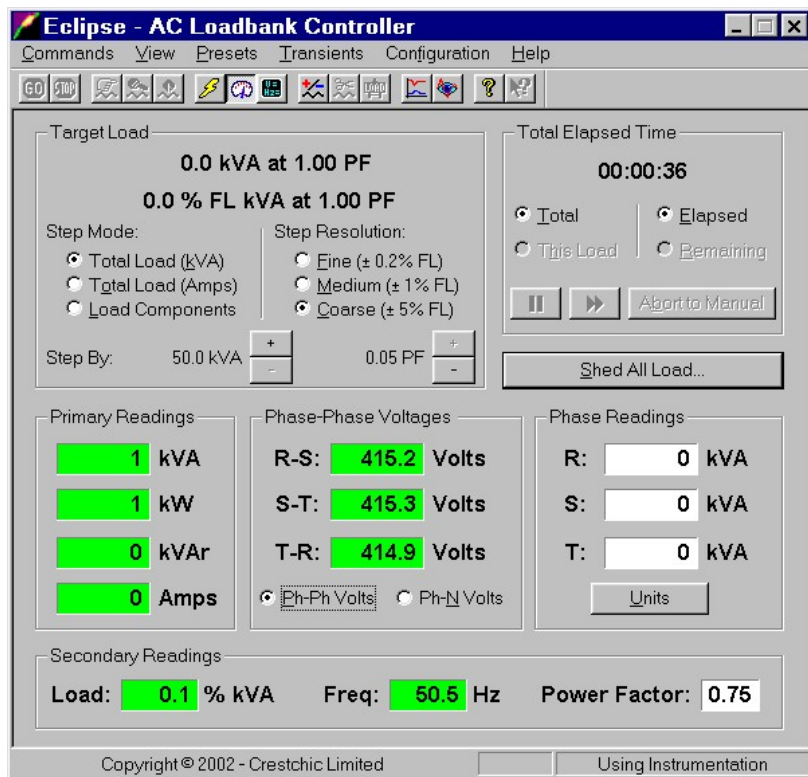 Eclipse - AC Loadbank Controller
Commands View Presets Transients Configuration Help
GO STOP
Target Load
0.0 kVA at 1.00 PF
0.0 % FL kVA at 1.00 PF
Step Mode:
Total Load (kVA)
Total Load (Amps)
Load Components
Step Resolution:
Fine (± 0.2% FL)
Medium (± 1% FL)
Coarse (± 5% FL)
Step By: 50.0 kVA + - 0.05 PF + -
Total Elapsed Time
00:00:36
Total Elapsed
This Load Remaining
Abort to Manual
Shed All Load...
Primary Readings
1 kVA
1 kW
0 kVAr
0 Amps
Phase-Phase Voltages
R-S: 415.2 Volts
S-T: 415.3 Volts
T-R: 414.9 Volts
Ph-Ph Volts Ph-N Volts
Phase Readings
R: 0 kVA
S: 0 kVA
T: 0 kVA
Units
Secondary Readings
Load: 0.1 % kVA Freq: 50.5 Hz Power Factor: 0.75
Copyright © 2002 - Crestchic Limited Using Instrumentation